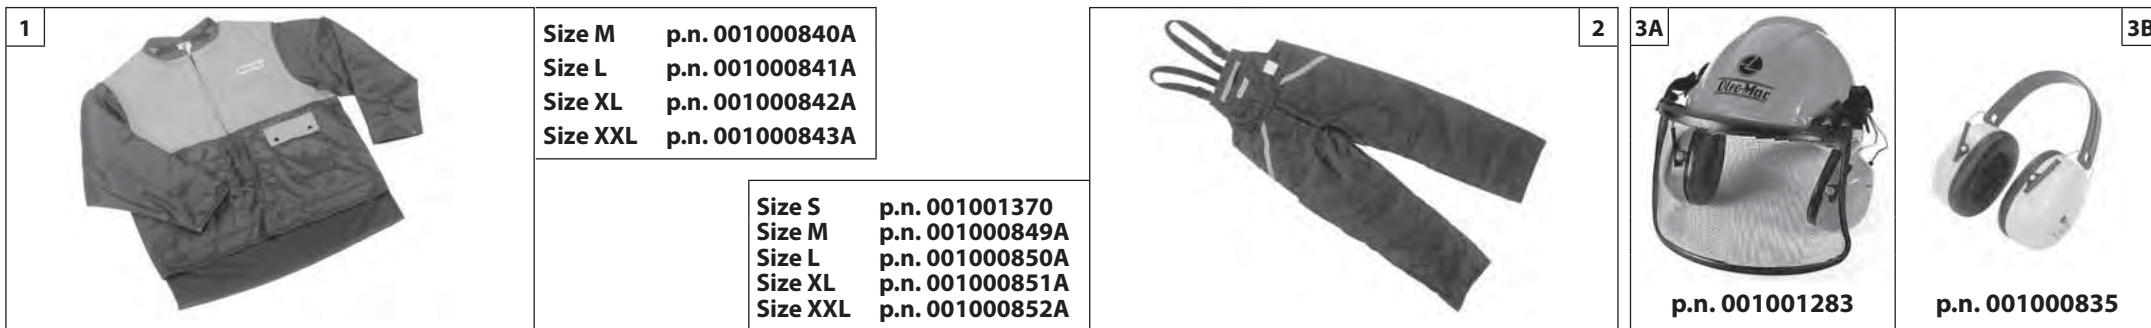 1
Size M p.n. 001000840A
Size L p.n. 001000841A
Size XL p.n. 001000842A
Size XXL p.n. 001000843A
Size S p.n. 001001370
Size M p.n. 001000849A
Size L p.n. 001000850A
Size XL p.n. 001000851A
Size XXL p.n. 001000852A
2
3A
Oleo-Mac
p.n. 001001283
3B
p.n. 001000835